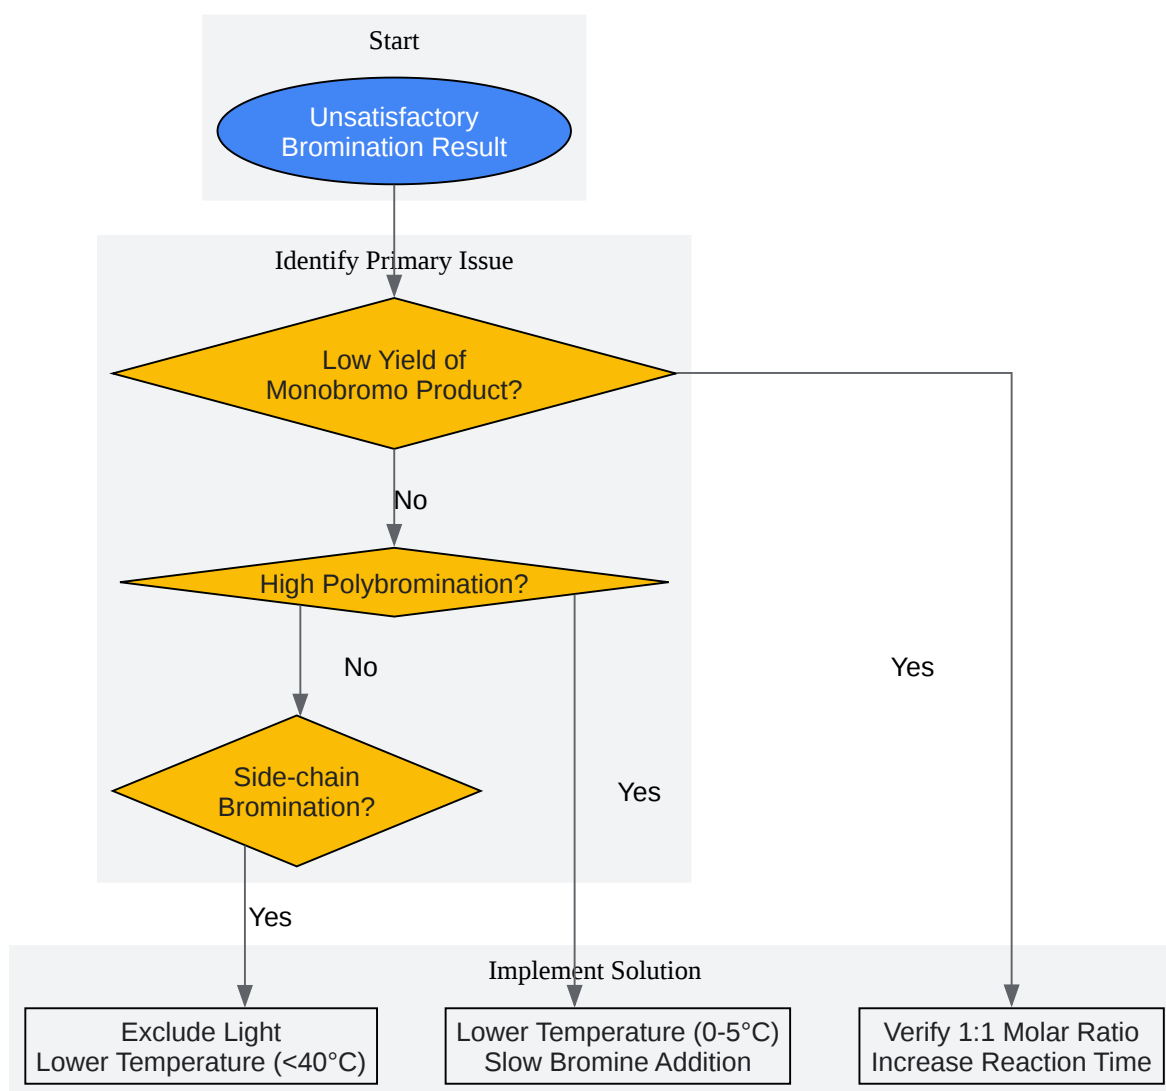 Start
Unsatisfactory
Bromination Result
Identify Primary Issue
Low Yield of
Monobromo Product?
No
High Polybromination?
No
Yes
Side-chain
Bromination?
Yes
Yes
Implement Solution
Exclude Light
Lower Temperature (<40°C)
Lower Temperature (0-5°C)
Slow Bromine Addition
Verify 1:1 Molar Ratio
Increase Reaction Time